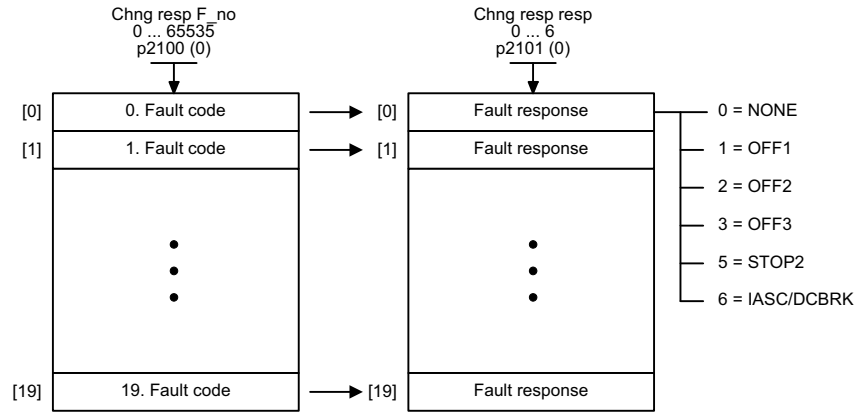 Chng resp F_no
0 ... 65535
p2100 (0)
Chng resp resp
0 ... 6
p2101 (0)
[0] 0. Fault code [0] Fault response 0 = NONE
[1] 1. Fault code [1] Fault response 1 = OFF1
2 = OFF2
3 = OFF3
5 = STOP2
6 = IASC/DCBRK
[19] 19. Fault code [19] Fault response